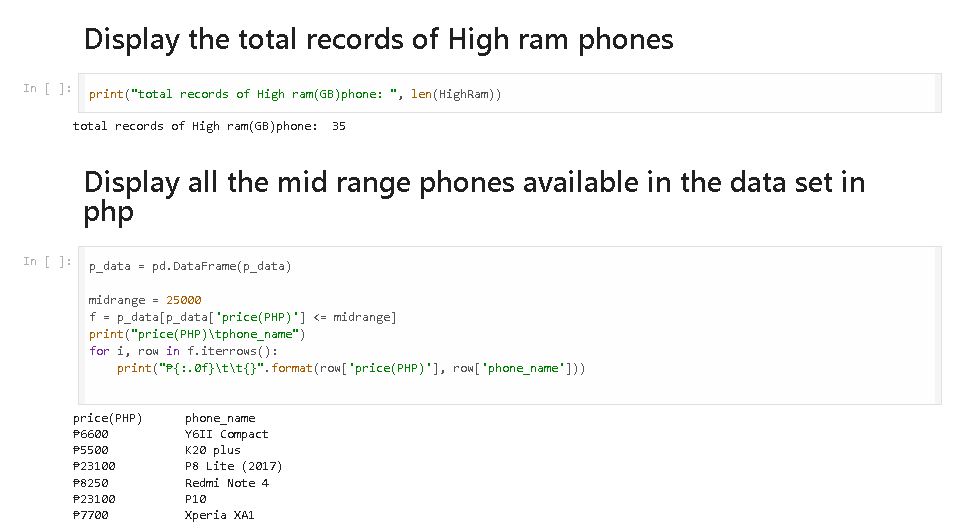 Display the total records of High ram phones
In [ ]:
print("total records of High ram(GB)phone: ", len(HighRam))
total records of High ram(GB)phone:  35
Display all the mid range phones available in the data set in
php
In [ ]:
p_data = pd.DataFrame(p_data)
midrange = 25000
f = p_data[p_data['price(PHP)'] <= midrange]
print("price(PHP)\tphone_name")
for i, row in f.iterrows():
    print("₱{:.0f}\t\t{}".format(row['price(PHP)'], row['phone_name']))
price(PHP)      phone_name
₱6600           Y6II Compact
₱5500           K20 plus
₱23100          P8 Lite (2017)
₱8250           Redmi Note 4
₱23100          P10
₱7700           Xperia XA1